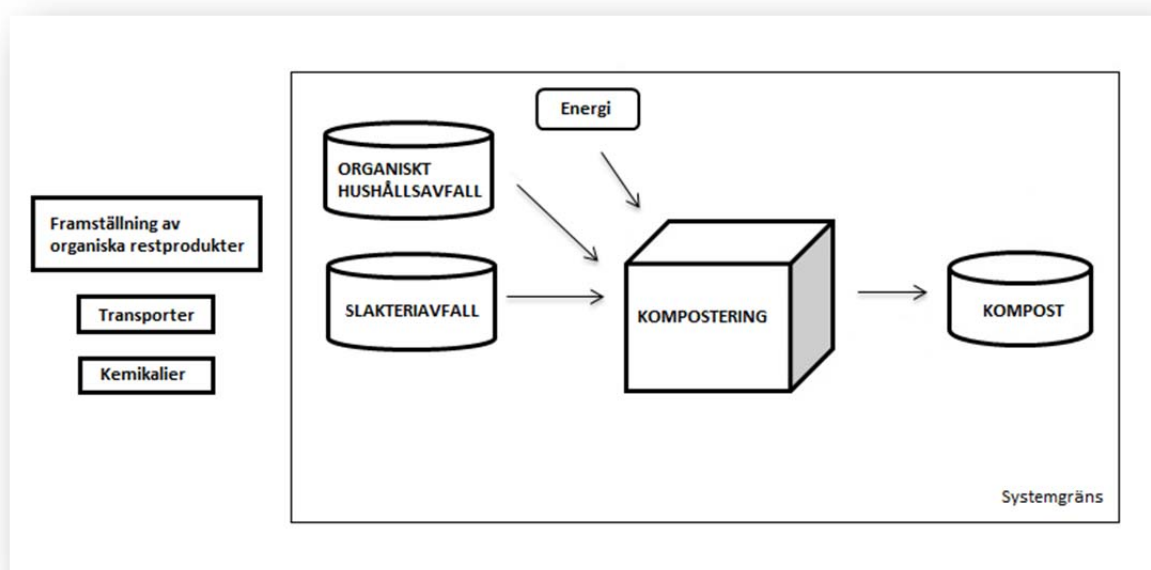 Energi
ORGANISKT
HUSHÅLLSAVFALL
Framställning av
organiska restprodukter
SLAKTERIAVFALL
Transporter
KOMPOSTERING
KOMPOST
Kemikalier
Systemgräns